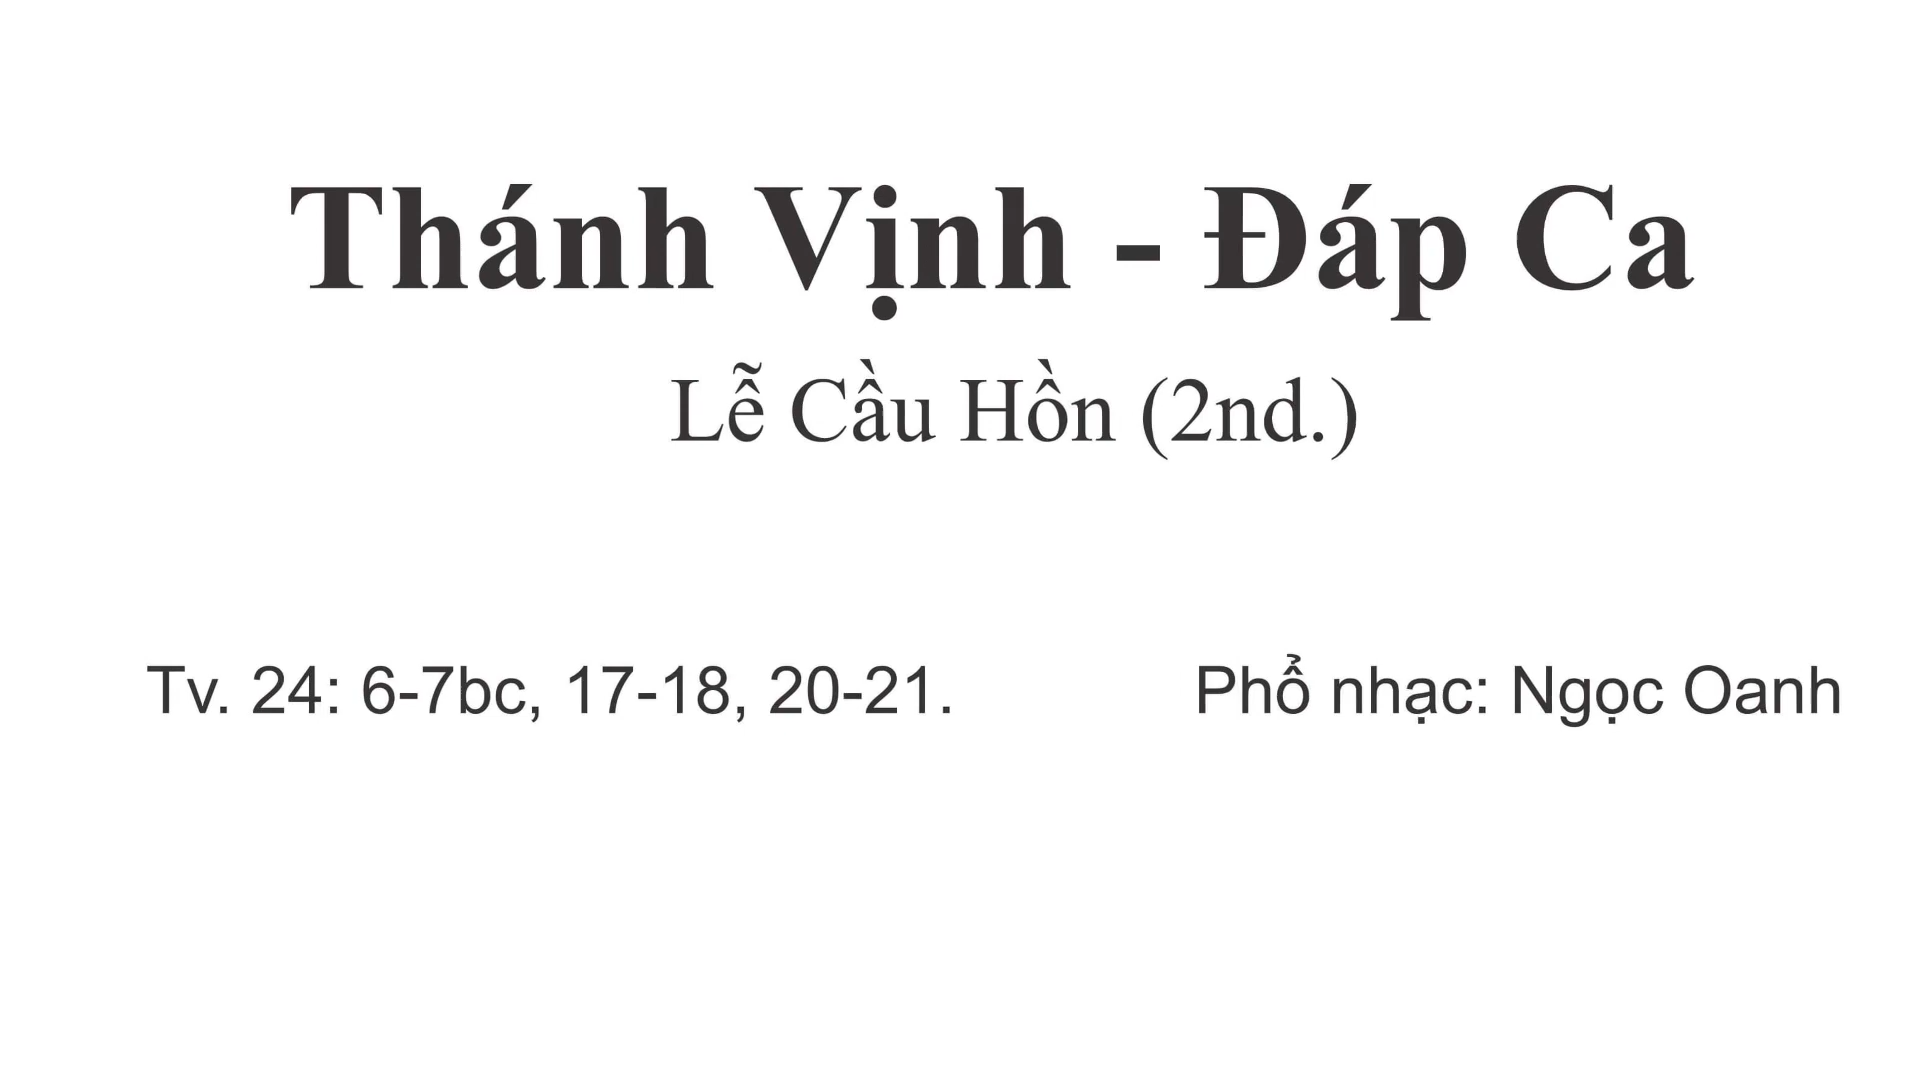 Thánh Vịnh - Đáp Ca
Lễ Cầu Hồn (2nd.)
Tv. 24: 6-7bc, 17-18, 20-21. Phổ nhạc: Ngọc Oanh